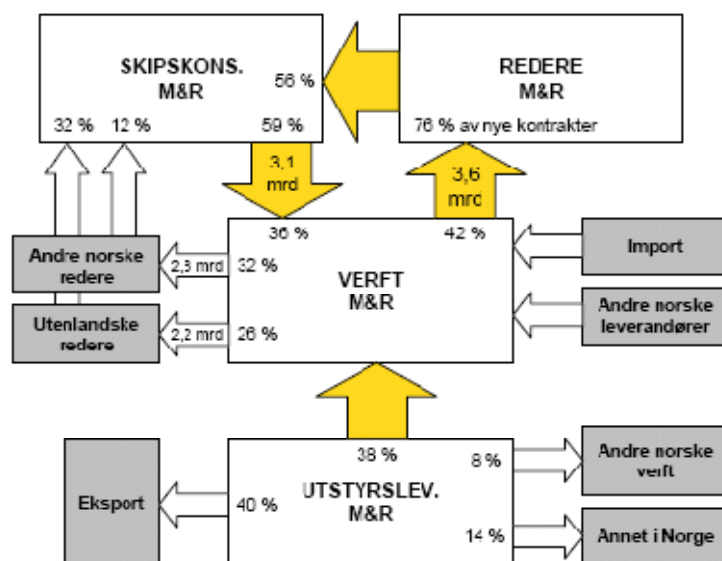 SKIPSKONS.
M&R
56 %
32 %
12 %
59 %
REDERE
M&R
76 % av nye kontrakter
3,1
mrd
3,6
mrd
36 %
42 %
Andre norske
redere
2,3 mrd
32 %
VERFT
M&R
Import
Utenlandske
redere
2,2 mrd
26 %
Andre norske
leverandører
38 %
8 %
Andre norske
verft
Eksport
40 %
UTSTYRSLEV.
M&R
14 %
Annet i Norge